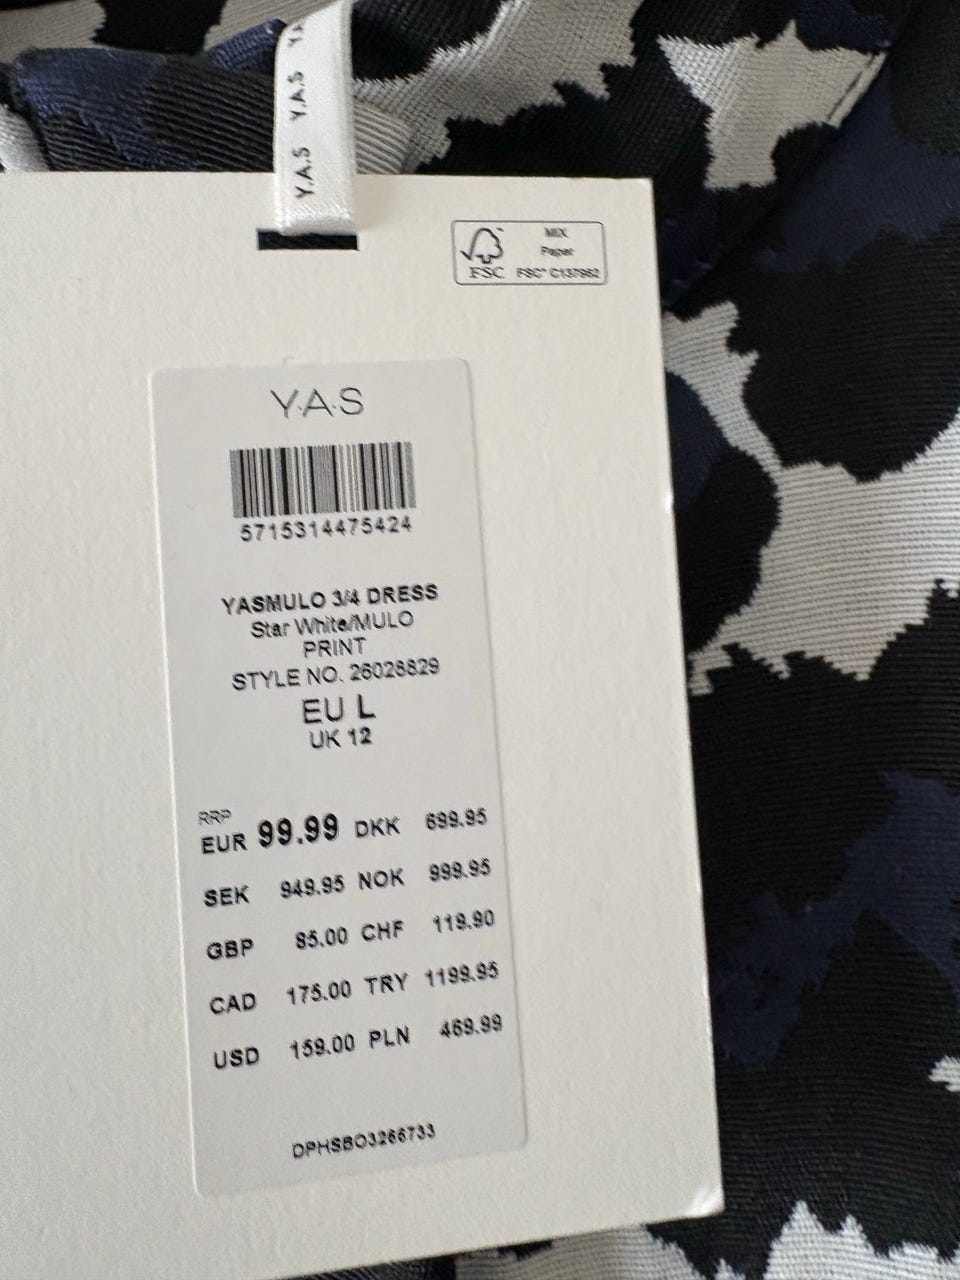 Y.A.S Y.A.S
FSC
MIX
Paper
FSC® C137982
Y.A.S
5715314475424
YASMULO 3/4 DRESS
Star White/MULO
PRINT
STYLE NO. 26028829
EU L
UK 12
RRP
EUR 99.99 DKK 699.95
SEK 949.95 NOK 999.95
GBP 85.00 CHF 119.90
CAD 175.00 TRY 1199.95
USD 159.00 PLN 469.99
DPHSBO3266733